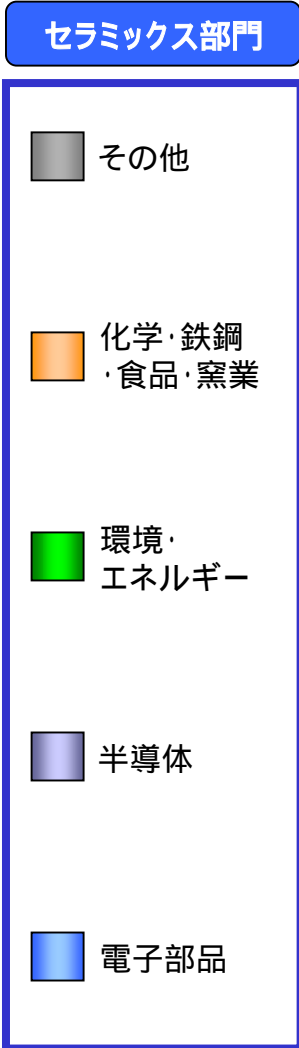 セラミックス部門
その他
化学・鉄鋼
・食品・窯業
環境・
エネルギー
半導体
電子部品